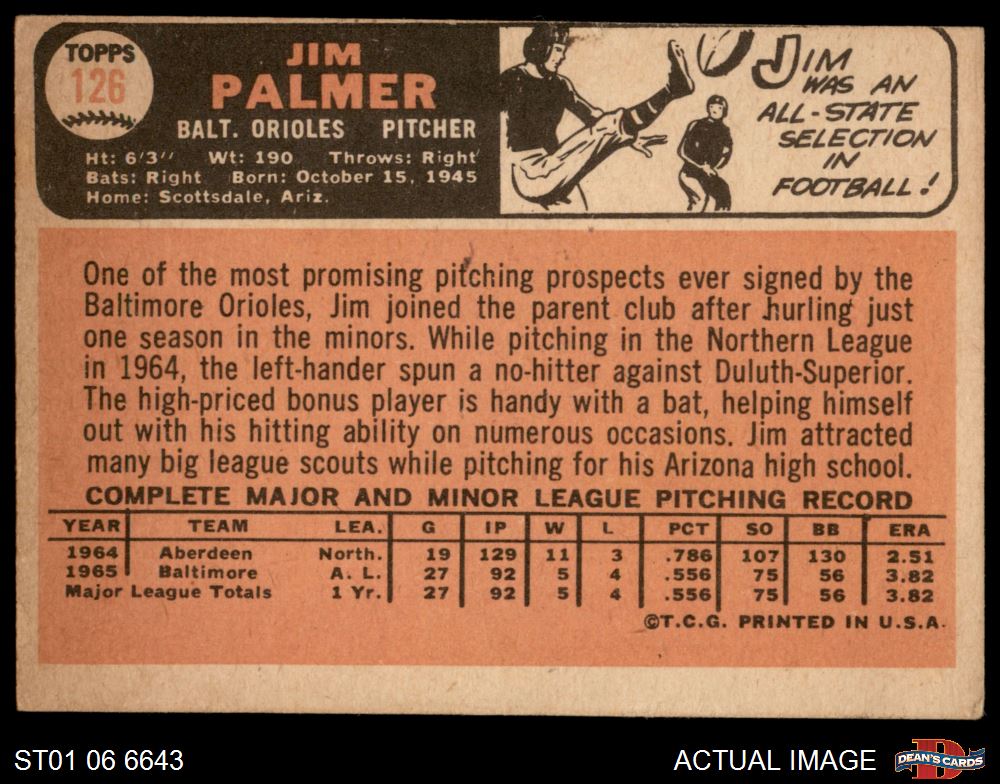 TOPPS
126
JIM
PALMER
BALT. ORIOLES PITCHER
Ht: 6'3" Wt: 190 Throws: Right
Bats: Right Born: October 15, 1945
Home: Scottsdale, Ariz.
JIM
WAS AN
ALL-STATE
SELECTION
IN
FOOTBALL!
One of the most promising pitching prospects ever signed by the
Baltimore Orioles, Jim joined the parent club after hurling just
one season in the minors. While pitching in the Northern League
in 1964, the left-hander spun a no-hitter against Duluth-Superior.
The high-priced bonus player is handy with a bat, helping himself
out with his hitting ability on numerous occasions. Jim attracted
many big league scouts while pitching for his Arizona high school.
COMPLETE MAJOR AND MINOR LEAGUE PITCHING RECORD
YEAR TEAM LEA. G IP W L PCT SO BB ERA
1964 Aberdeen North. 19 129 11 3 .786 107 130 2.51
1965 Baltimore A. L. 27 92 5 4 .556 75 56 3.82
Major League Totals 1 Yr. 27 92 5 4 .556 75 56 3.82
©T.C.G. PRINTED IN U.S.A.
ST01 06 6643
ACTUAL IMAGE
DEAN'S CARDS